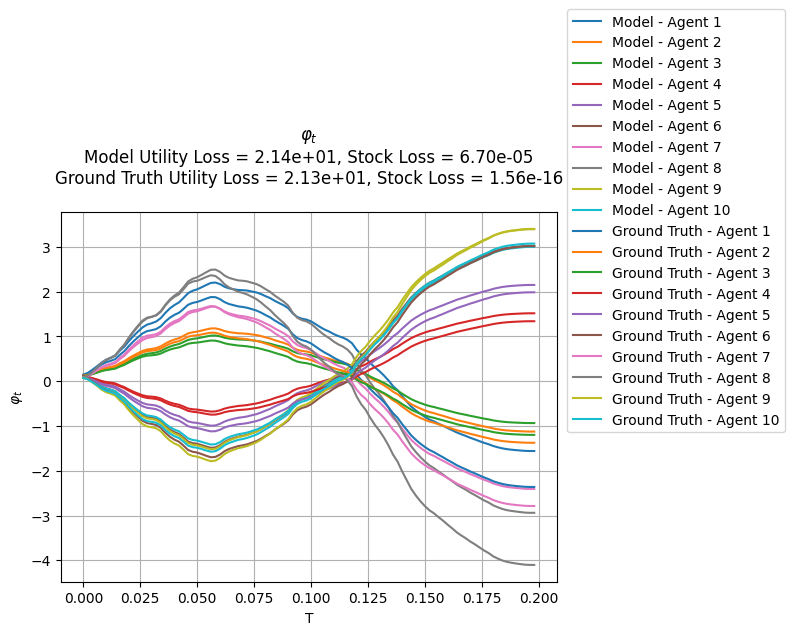 φt
Model Utility Loss = 2.14e+01, Stock Loss = 6.70e-05
Ground Truth Utility Loss = 2.13e+01, Stock Loss = 1.56e-16
φt
3
2
1
0
−1
−2
−3
−4
0.000 0.025 0.050 0.075 0.100 0.125 0.150 0.175 0.200
T
Model - Agent 1
Model - Agent 2
Model - Agent 3
Model - Agent 4
Model - Agent 5
Model - Agent 6
Model - Agent 7
Model - Agent 8
Model - Agent 9
Model - Agent 10
Ground Truth - Agent 1
Ground Truth - Agent 2
Ground Truth - Agent 3
Ground Truth - Agent 4
Ground Truth - Agent 5
Ground Truth - Agent 6
Ground Truth - Agent 7
Ground Truth - Agent 8
Ground Truth - Agent 9
Ground Truth - Agent 10